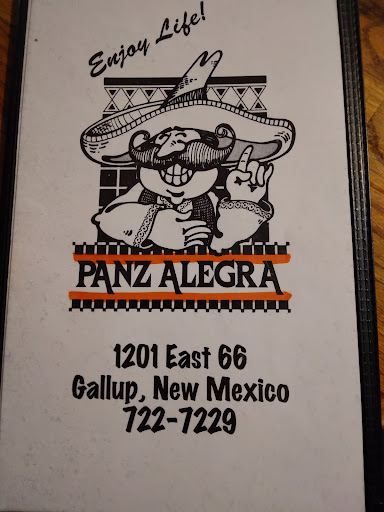 Enjoy Life!
PANZ ALEGRA
1201 East 66
Gallup, New Mexico
722-7229